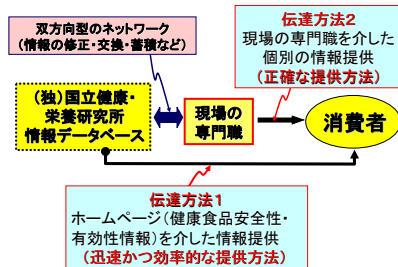 双方向型のネットワーク
(情報の修正・交換・蓄積など)
伝達方法2
現場の専門職を介した
個別の情報提供
(正確な提供方法)
(独)国立健康・
栄養研究所
情報データベース
現場の
専門職
消費者
伝達方法1
ホームページ(健康食品安全性・
有効性情報)を介した情報提供
(迅速かつ効率的な提供方法)